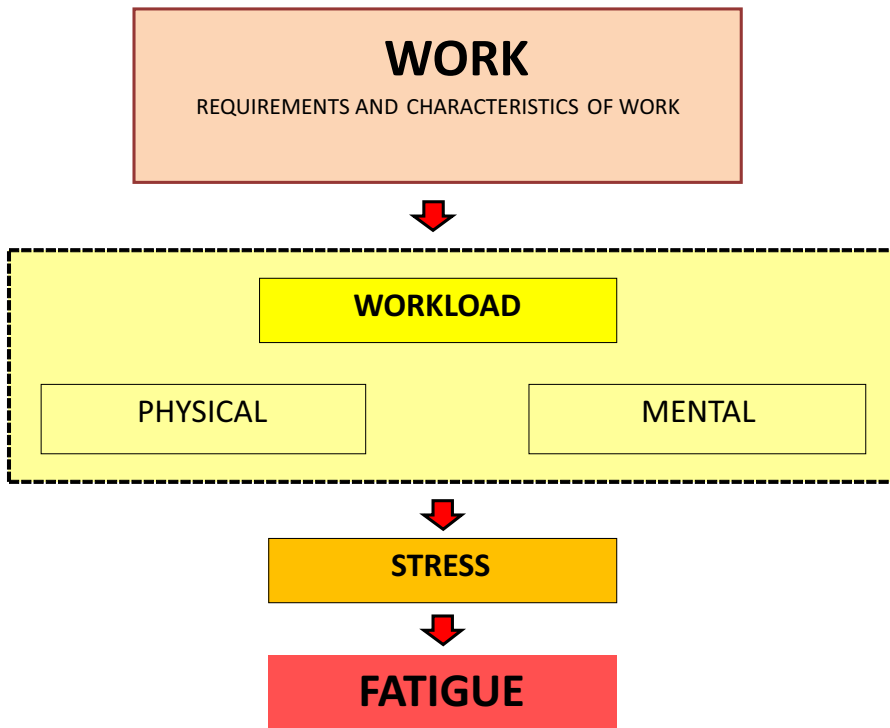 WORK
REQUIREMENTS AND CHARACTERISTICS OF WORK
WORKLOAD
PHYSICAL
MENTAL
STRESS
FATIGUE